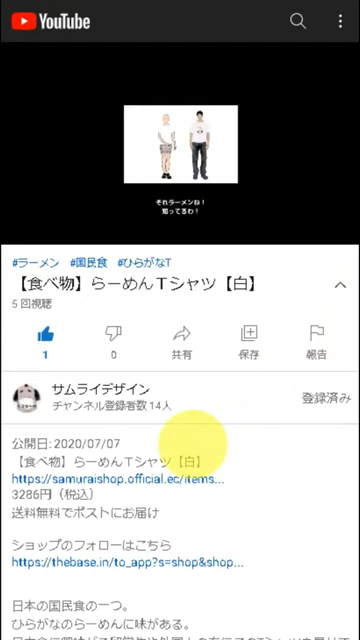 YouTube
それラーメンね！
知ってるわ！
#ラーメン #国民食 #ひらがなT
【食べ物】らーめんTシャツ【白】
5 回視聴
1
0
共有
保存
報告
サムライデザイン
チャンネル登録者数 14人
登録済み
公開日: 2020/07/07
【食べ物】らーめんTシャツ【白】
https://samuraishop.official.ec/items...
3286円（税込）
送料無料でポストにお届け
ショップのフォローはこちら
https://thebase.in/to_app?s=shop&shop...
日本の国民食の一つ。
ひらがなのらーめんに味がある。